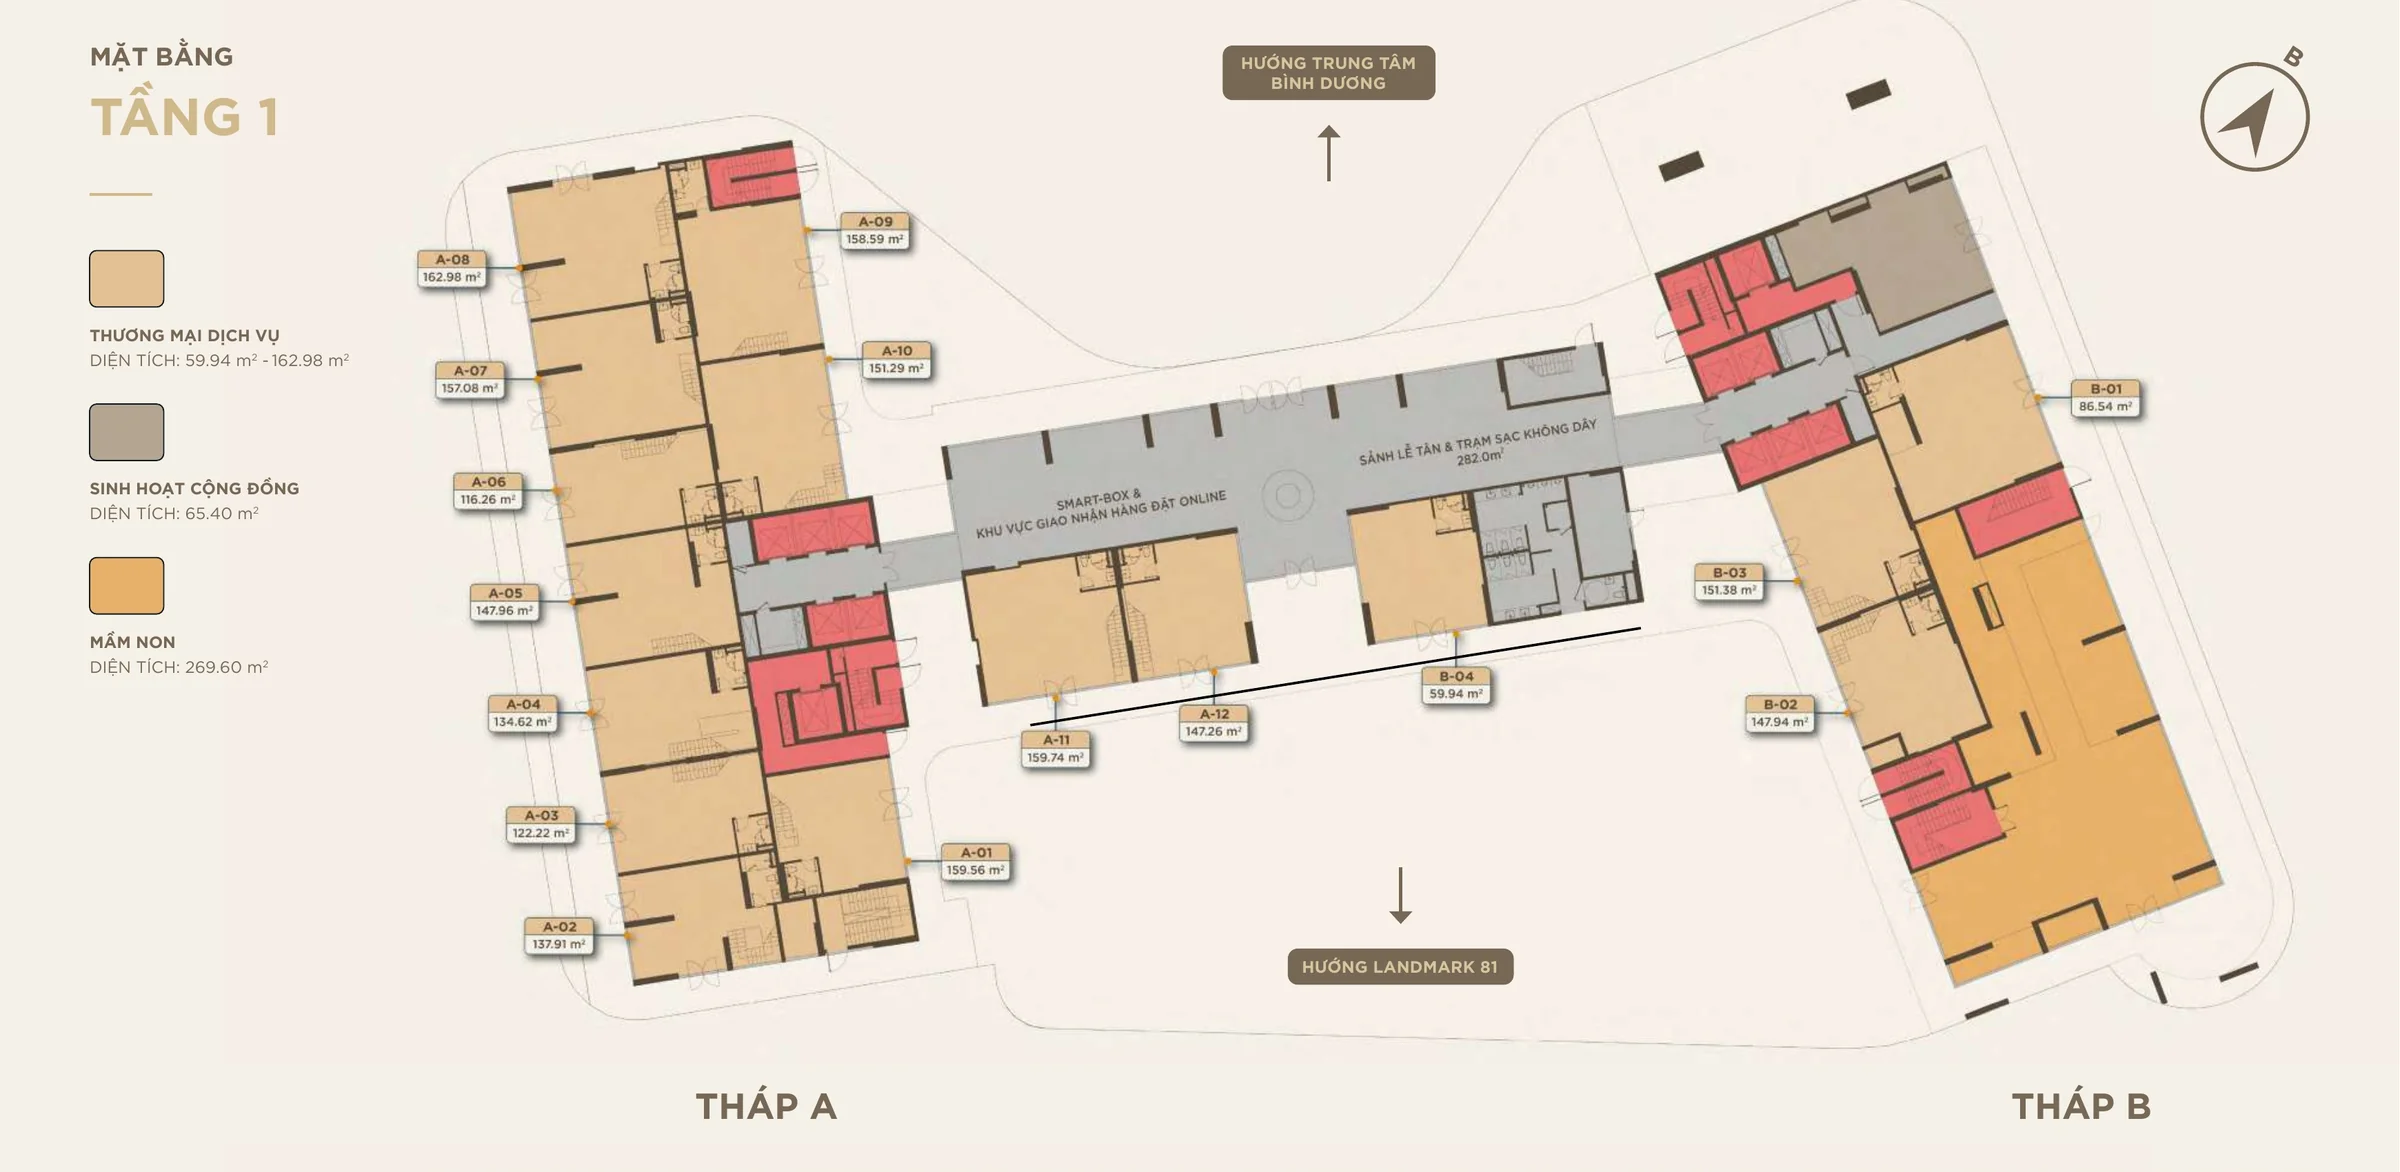 MẶT BẰNG
TẦNG 1
THƯƠNG MẠI DỊCH VỤ
DIỆN TÍCH: 59.94 m² - 162.98 m²
SINH HOẠT CỘNG ĐỒNG
DIỆN TÍCH: 65.40 m²
MẦM NON
DIỆN TÍCH: 269.60 m²
HƯỚNG TRUNG TÂM
BÌNH DƯƠNG
B
A-09
158.59 m²
A-08
162.98 m²
A-10
151.29 m²
A-07
157.08 m²
A-06
116.26 m²
A-05
147.96 m²
A-04
134.62 m²
A-03
122.22 m²
A-02
137.91 m²
A-01
159.56 m²
SMART-BOX &
KHU VỰC GIAO NHẬN HÀNG ĐẶT ONLINE
SẢNH LỄ TÂN & TRẠM SẠC KHÔNG DÂY
282.0m²
A-11
159.74 m²
A-12
147.26 m²
B-04
59.94 m²
B-01
86.54 m²
B-03
151.38 m²
B-02
147.94 m²
HƯỚNG LANDMARK 81
THÁP A
THÁP B